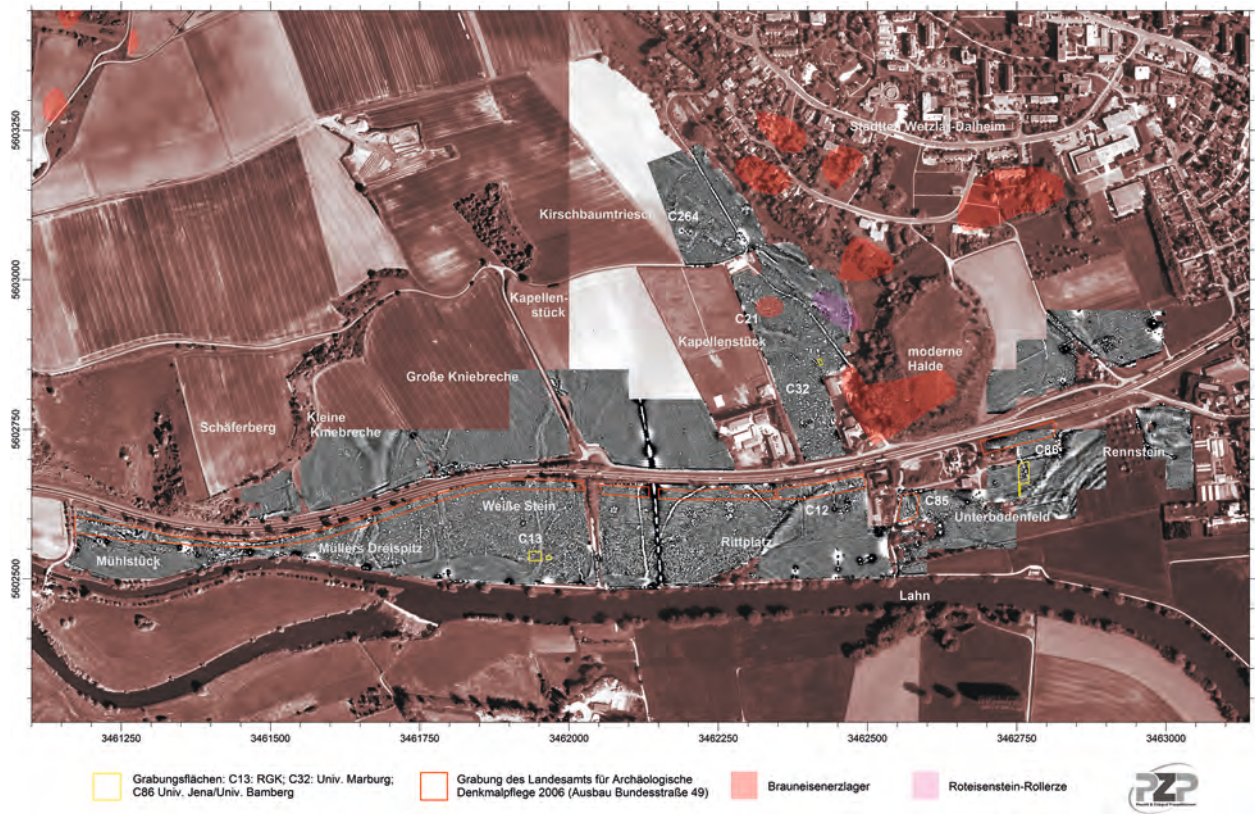 5603250
5603000
5602750
5602500
Stadtteil Wetzlar-Dalheim
Kirschbaumtriesch
C264
Kapellen-
stück
C21
Kapellenstück
moderne
Halde
Große Kniebreche
C32
Schäferberg
Kleine
Kniebreche
C86
Rennstein
Weiße Stein
C12
C85
Unterbodenfeld
C13
Müllers Dreispitz
Rittplatz
Mühlstück
Lahn
3461250
3461500
3461750
3462000
3462250
3462500
3462750
3463000
Grabungsflächen: C13: RGK; C32: Univ. Marburg;
C86 Univ. Jena/Univ. Bamberg
Grabung des Landesamts für Archäologische
Denkmalpflege 2006 (Ausbau Bundesstraße 49)
Brauneisenerzlager
Roteisenstein-Rollerze
PZP